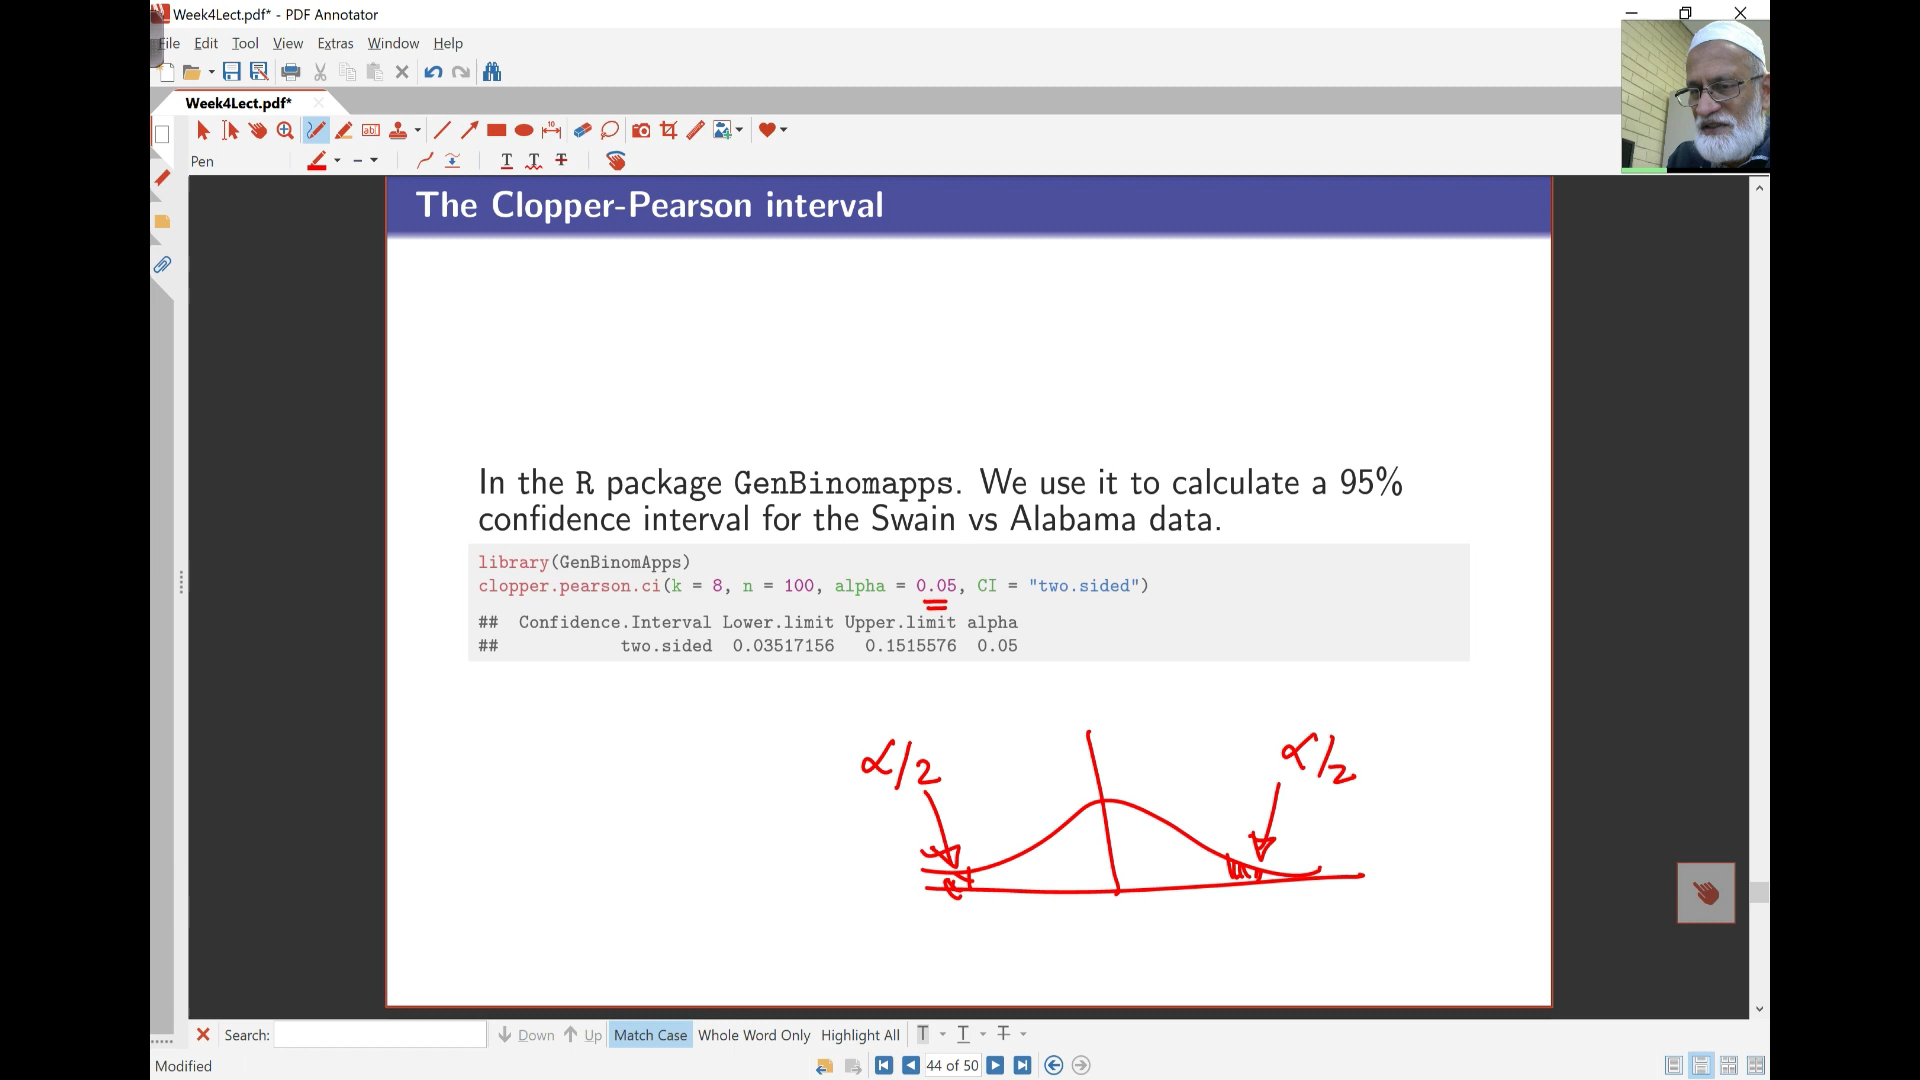 Week4Lect.pdf* - PDF Annotator
File Edit Tool View Extras Window Help
Week4Lect.pdf*
Pen
The Clopper-Pearson interval
In the R package GenBinomapps. We use it to calculate a 95%
confidence interval for the Swain vs Alabama data.
library(GenBinomApps)
clopper.pearson.ci(k = 8, n = 100, alpha = 0.05, CI = "two.sided")
## Confidence.Interval Lower.limit Upper.limit alpha
## two.sided 0.03517156 0.1515576 0.05
α/2 α/2
Search: Down Up Match Case Whole Word Only Highlight All
Modified 44 of 50